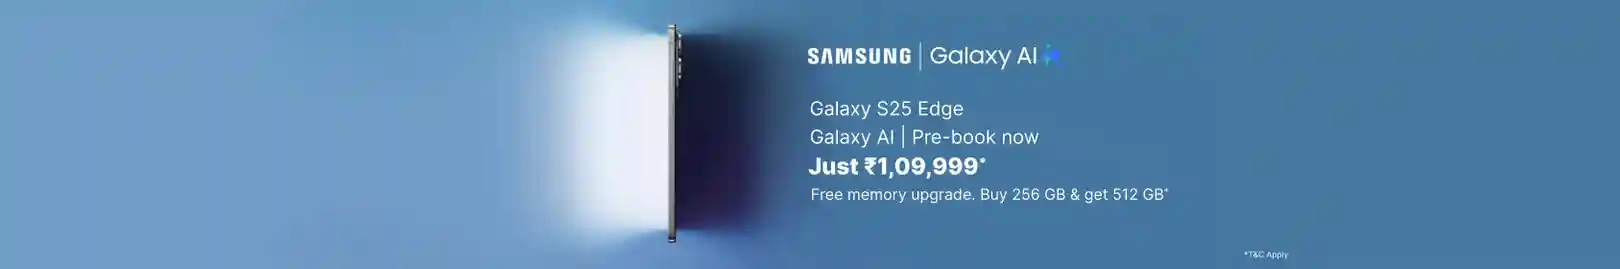 SAMSUNG | Galaxy AI
Galaxy S25 Edge
Galaxy AI | Pre-book now
Just ₹1,09,999*
Free memory upgrade. Buy 256 GB & get 512 GB*
*T&C Apply